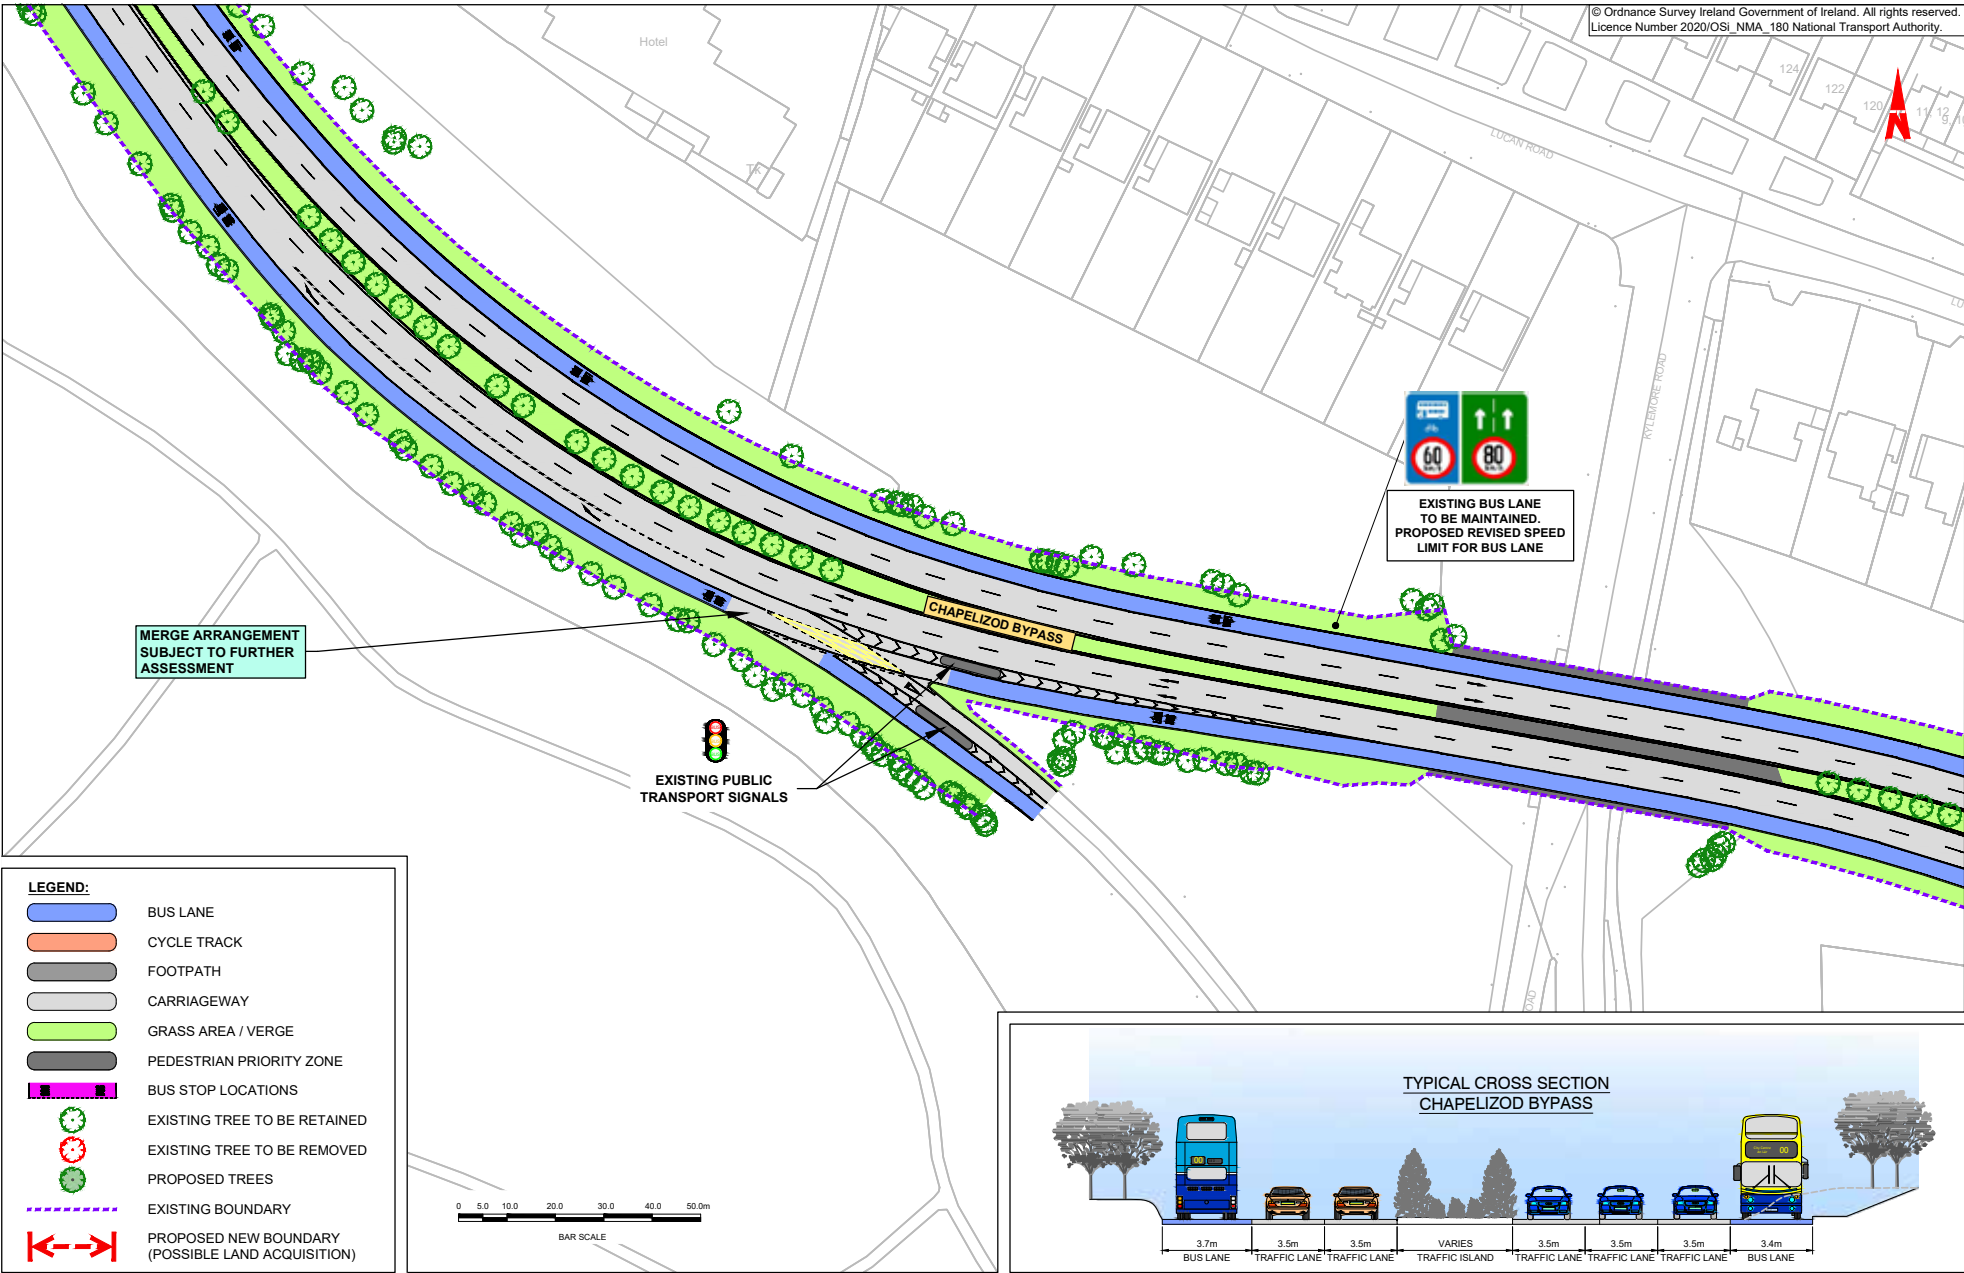 © Ordnance Survey Ireland Government of Ireland. All rights reserved.
Licence Number 2020/OSi_NMA_180 National Transport Authority.
Hotel
TK
124
122
120
11, 12
LUCAN ROAD
N
KYLEMORE ROAD
60
80
EXISTING BUS LANE
TO BE MAINTAINED.
PROPOSED REVISED SPEED
LIMIT FOR BUS LANE
CHAPELIZOD BYPASS
MERGE ARRANGEMENT
SUBJECT TO FURTHER
ASSESSMENT
EXISTING PUBLIC
TRANSPORT SIGNALS
LEGEND:
BUS LANE
CYCLE TRACK
FOOTPATH
CARRIAGEWAY
GRASS AREA / VERGE
PEDESTRIAN PRIORITY ZONE
BUS STOP LOCATIONS
EXISTING TREE TO BE RETAINED
EXISTING TREE TO BE REMOVED
PROPOSED TREES
EXISTING BOUNDARY
PROPOSED NEW BOUNDARY
(POSSIBLE LAND ACQUISITION)
0 5.0 10.0 20.0 30.0 40.0 50.0m
BAR SCALE
OAD
TYPICAL CROSS SECTION
CHAPELIZOD BYPASS
00
00
3.7m 3.5m 3.5m VARIES 3.5m 3.5m 3.5m 3.4m
BUS LANE TRAFFIC LANE TRAFFIC LANE TRAFFIC ISLAND TRAFFIC LANE TRAFFIC LANE TRAFFIC LANE BUS LANE